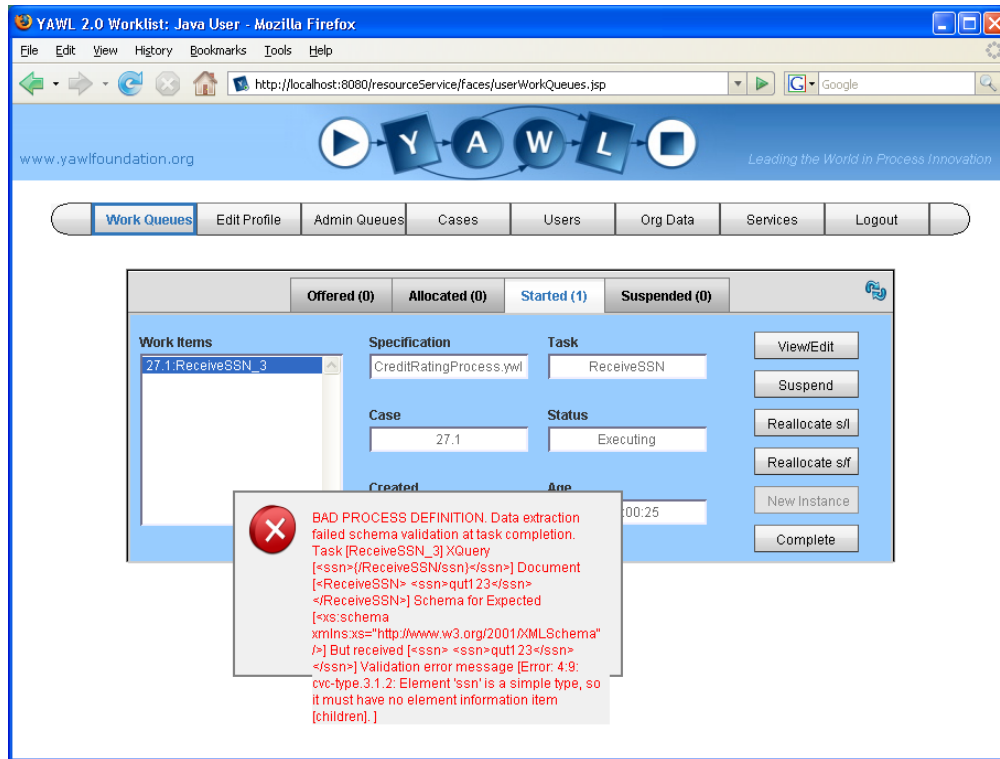 YAWL 2.0 Worklist: Java User - Mozilla Firefox
File Edit View History Bookmarks Tools Help
http://localhost:8080/resourceService/faces/userWorkQueues.jsp
G Google
www.yawlfoundation.org
Y A W L
Leading the World in Process Innovation
Work Queues Edit Profile Admin Queues Cases Users Org Data Services Logout
Offered (0) Allocated (0) Started (1) Suspended (0)
Work Items Specification Task
View/Edit
27.1:ReceiveSSN_3 CreditRatingProcess.ywl ReceiveSSN
Suspend
Case Status
Reallocate s/l
27.1 Executing
Reallocate s/f
Created Age
New Instance
:00:25
Complete
BAD PROCESS DEFINITION. Data extraction
failed schema validation at task completion.
Task [ReceiveSSN_3] XQuery
[<ssn>{/ReceiveSSN/ssn}</ssn>] Document
[<ReceiveSSN> <ssn>qut123</ssn>
</ReceiveSSN>] Schema for Expected
[<xs:schema
xmlns:xs="http://www.w3.org/2001/XMLSchema"
/>] But received [<ssn> <ssn>qut123</ssn>
</ssn>] Validation error message [Error: 4:9:
cvc-type.3.1.2: Element 'ssn' is a simple type, so
it must have no element information item
[children]. ]